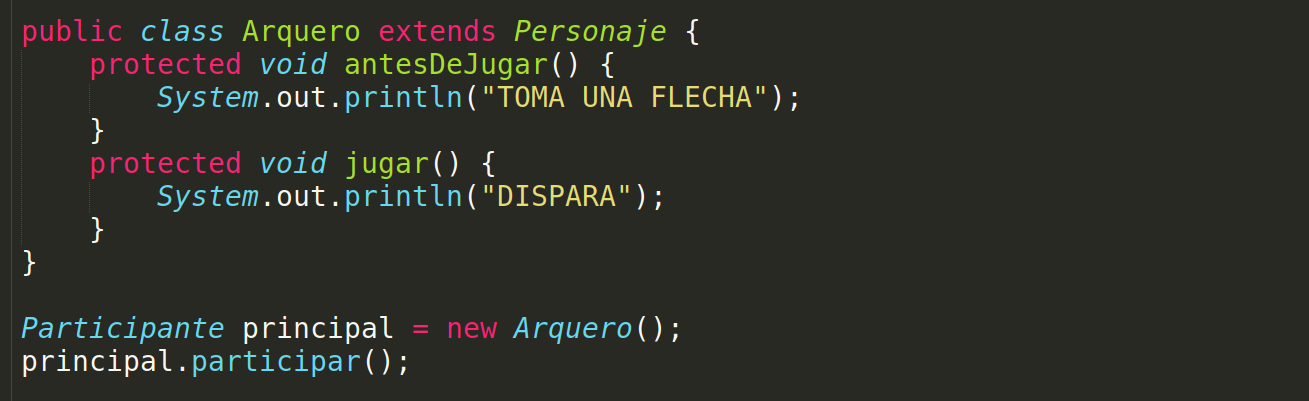 public class Arquero extends Personaje {
    protected void antesDeJugar() {
        System.out.println("TOMA UNA FLECHA");
    }
    protected void jugar() {
        System.out.println("DISPARA");
    }
}

Participante principal = new Arquero();
principal.participar();